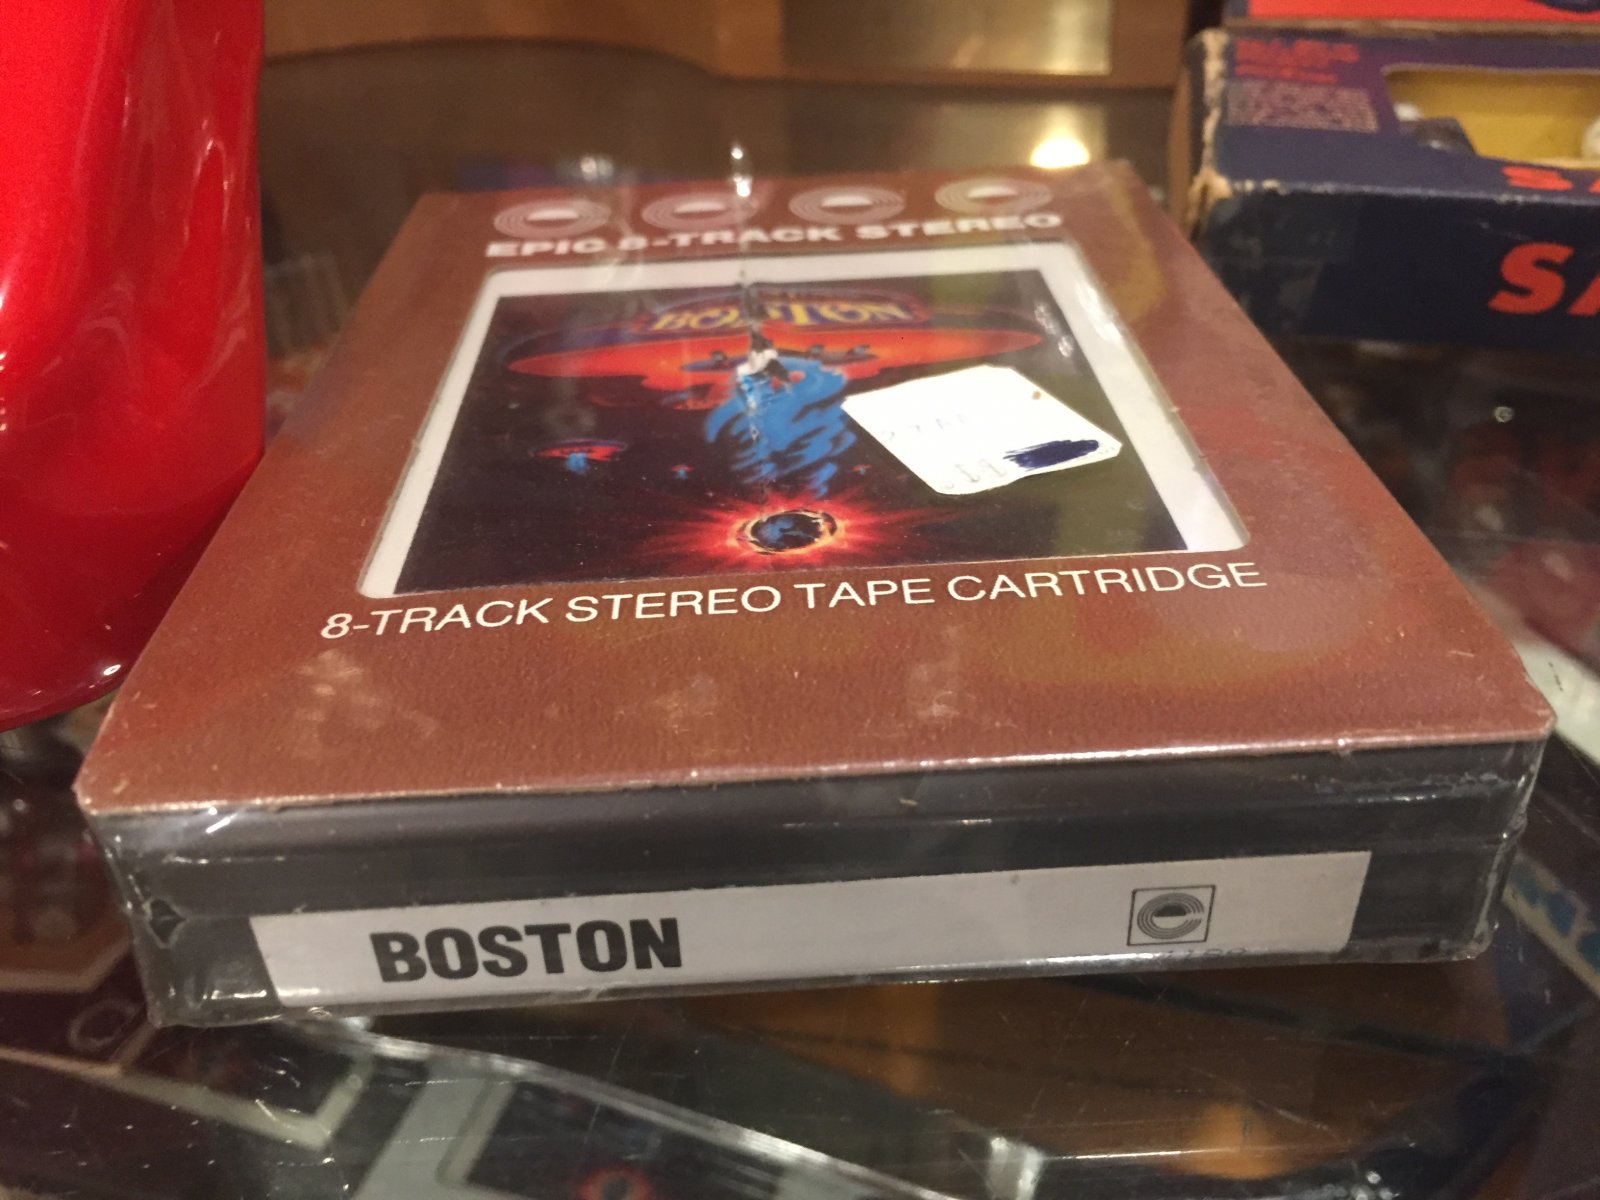 EPIC 8-TRACK STEREO
BOSTON
8-TRACK STEREO TAPE CARTRIDGE
BOSTON